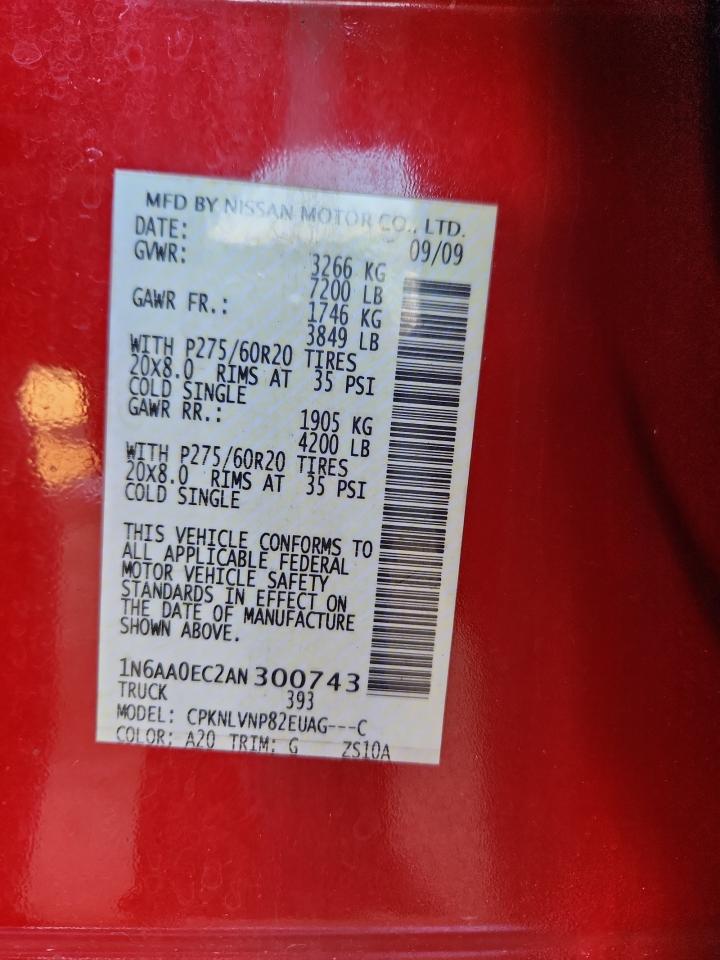 MFD BY NISSAN MOTOR CO., LTD.
DATE: 09/09
GVWR: 3266 KG
7200 LB
GAWR FR.: 1746 KG
3849 LB
WITH P275/60R20 TIRES
20X8.0 RIMS AT 35 PSI
COLD SINGLE
GAWR RR.: 1905 KG
4200 LB
WITH P275/60R20 TIRES
20X8.0 RIMS AT 35 PSI
COLD SINGLE
THIS VEHICLE CONFORMS TO
ALL APPLICABLE FEDERAL
MOTOR VEHICLE SAFETY
STANDARDS IN EFFECT ON
THE DATE OF MANUFACTURE
SHOWN ABOVE.
1N6AA0EC2AN300743
TRUCK 393
MODEL: CPKNLVNP82EUAG---C
COLOR: A20 TRIM: G ZS10A